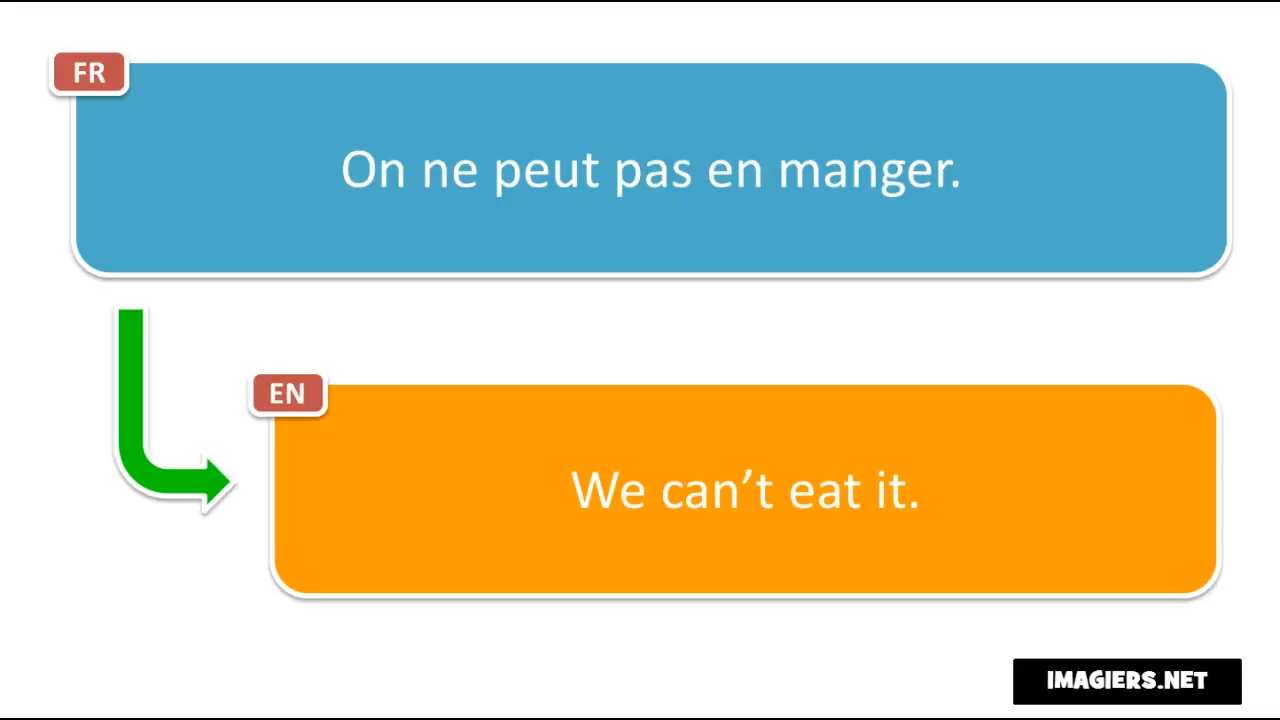 FR
On ne peut pas en manger.
EN
We can’t eat it.
IMAGIERS.NET